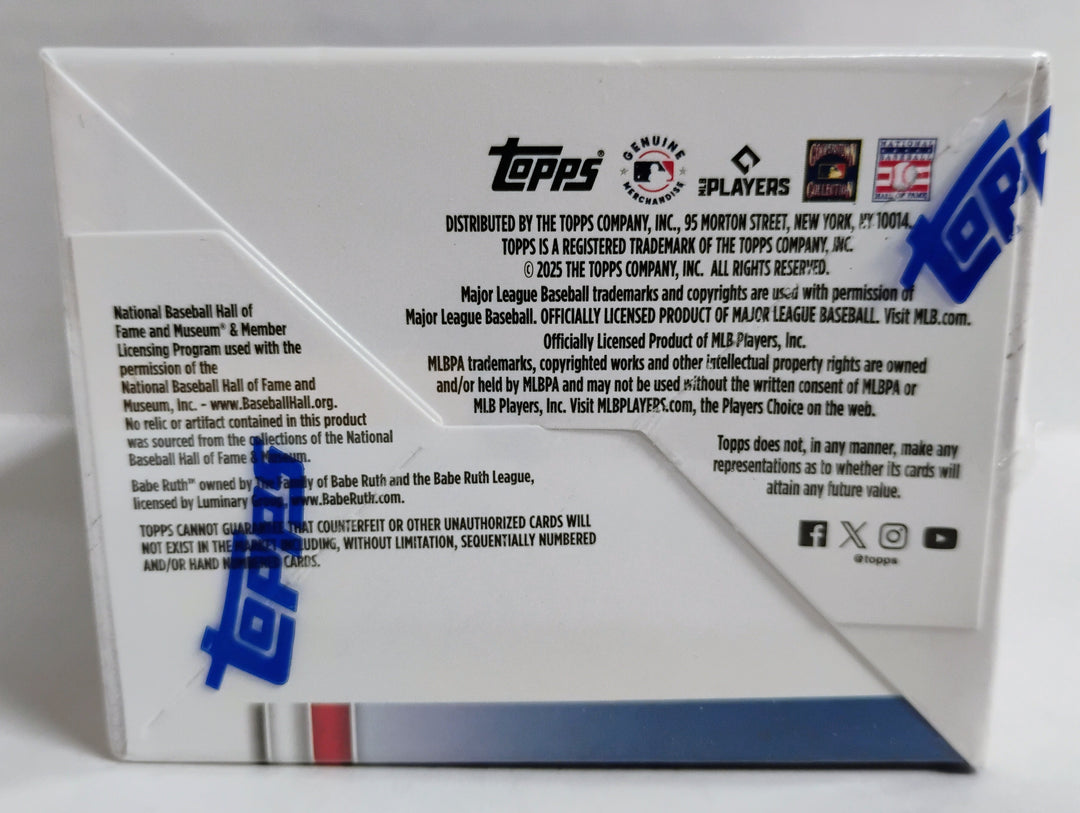 TOPPS®
GENUINE MERCHANDISE
MLB PLAYERS
COOPERSTOWN COLLECTION
NATIONAL BASEBALL HALL OF FAME
DISTRIBUTED BY THE TOPPS COMPANY, INC., 95 MORTON STREET, NEW YORK, NY 10014.
TOPPS IS A REGISTERED TRADEMARK OF THE TOPPS COMPANY, INC.
© 2025 THE TOPPS COMPANY, INC. ALL RIGHTS RESERVED.
Major League Baseball trademarks and copyrights are used with permission of
Major League Baseball. OFFICIALLY LICENSED PRODUCT OF MAJOR LEAGUE BASEBALL. Visit MLB.com.
Officially Licensed Product of MLB Players, Inc.
MLBPA trademarks, copyrighted works and other intellectual property rights are owned
and/or held by MLBPA and may not be used without the written consent of MLBPA or
MLB Players, Inc. Visit MLBPLAYERS.com, the Players Choice on the web.
Topps does not, in any manner, make any
representations as to whether its cards will
attain any future value.
@topps
National Baseball Hall of
Fame and Museum® & Member
Licensing Program used with the
permission of the
National Baseball Hall of Fame and
Museum, Inc. - www.BaseballHall.org.
No relic or artifact contained in this product
was sourced from the collections of the National
Baseball Hall of Fame & Museum.
Babe Ruth™ owned by The Family of Babe Ruth and the Babe Ruth League,
licensed by Luminary Group, www.BabeRuth.com.
TOPPS CANNOT GUARANTEE THAT COUNTERFEIT OR OTHER UNAUTHORIZED CARDS WILL
NOT EXIST IN THE MARKET INCLUDING, WITHOUT LIMITATION, SEQUENTIALLY NUMBERED
AND/OR HAND NUMBERED CARDS.
topps
topps